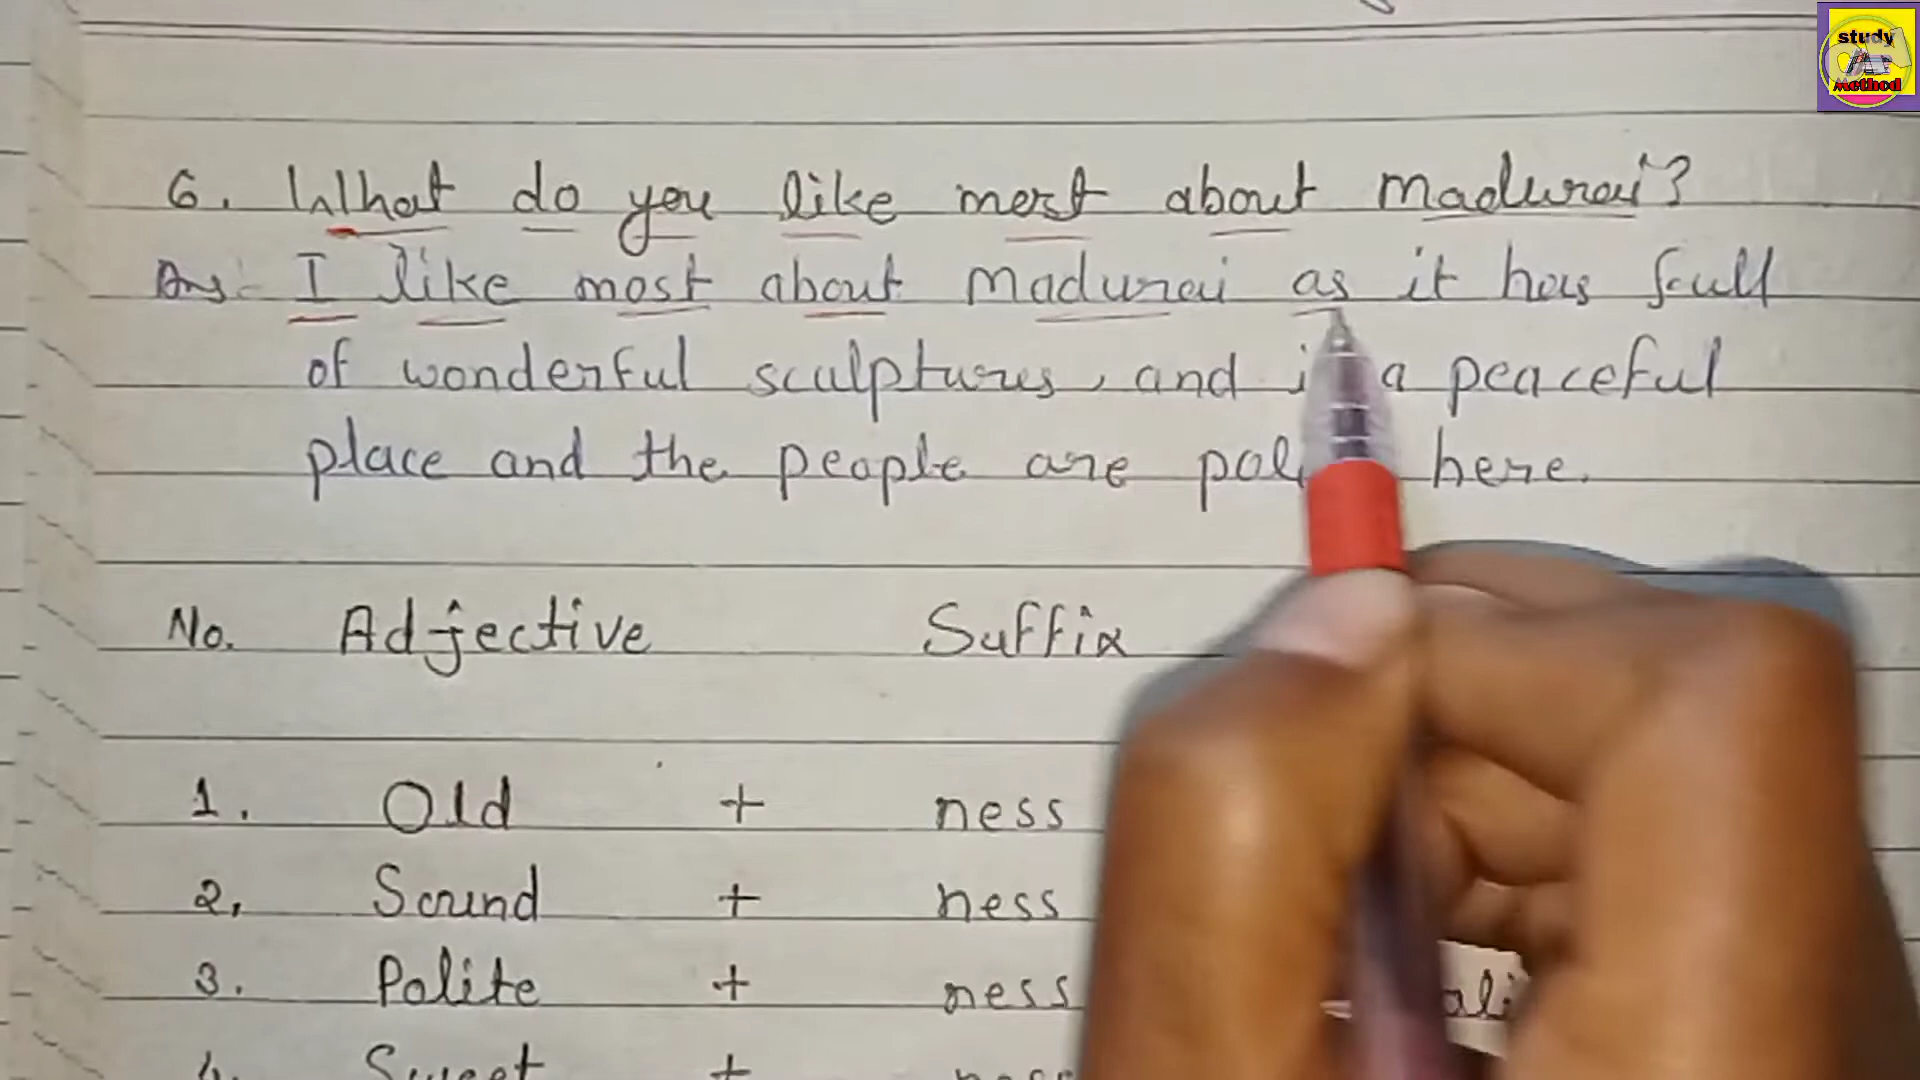 study
Method
6. What do you like most about Madurai?
Ans: I like most about Madurai as it has full
of wonderful sculptures, and a peaceful
place and the people are here.
No. Adjective Suffix
1. Old + ness
2. Sound + ness
3. Polite + ness
4. Sweet + ness